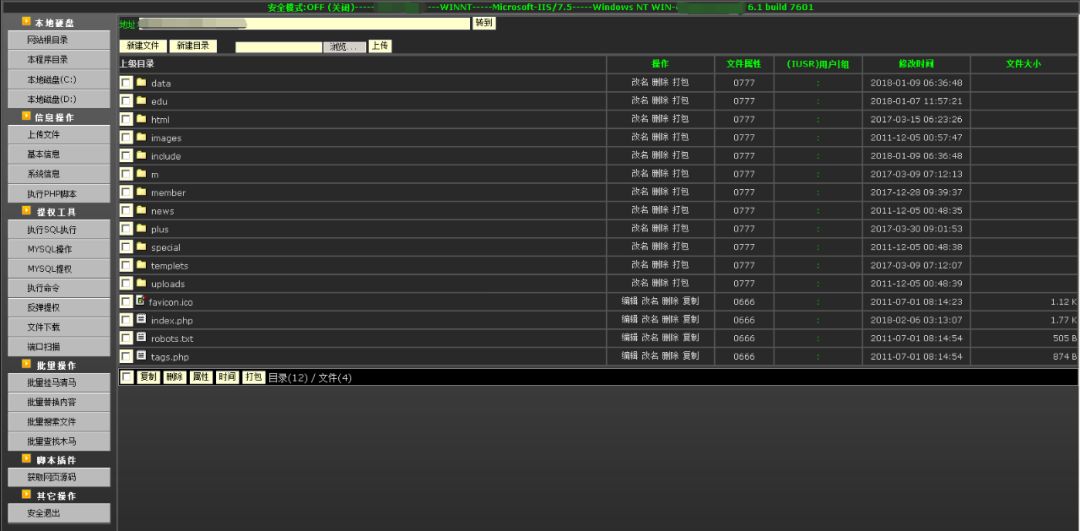 安全模式:OFF (关闭)----- ---WINNT-----Microsoft-IIS/7.5-----Windows NT WIN- 6.1 build 7601
本地硬盘
网站根目录
本程序目录
本地磁盘(C:)
本地磁盘(D:)
信息操作
上传文件
基本信息
系统信息
执行PHP脚本
提权工具
执行SQL执行
MYSQL操作
MYSQL提权
执行命令
反弹提权
文件下载
端口扫描
批量操作
批量挂马清马
批量替换内容
批量搜索文件
批量查找木马
脚本插件
获取网页源码
其它操作
安全退出
地址: 转到
新建文件 新建目录 浏览... 上传
上级目录 操作 文件属性 (IUSR)用户|组 修改时间 文件大小
data 改名 删除 打包 0777 : 2018-01-09 06:36:48
edu 改名 删除 打包 0777 : 2018-01-07 11:57:21
html 改名 删除 打包 0777 : 2017-03-15 06:23:26
images 改名 删除 打包 0777 : 2011-12-05 00:57:47
include 改名 删除 打包 0777 : 2018-01-09 06:36:48
m 改名 删除 打包 0777 : 2017-03-09 07:12:13
member 改名 删除 打包 0777 : 2017-12-28 09:39:37
news 改名 删除 打包 0777 : 2011-12-05 00:48:35
plus 改名 删除 打包 0777 : 2017-03-30 09:01:53
special 改名 删除 打包 0777 : 2011-12-05 00:48:38
templets 改名 删除 打包 0777 : 2017-03-09 07:12:07
uploads 改名 删除 打包 0777 : 2011-12-05 00:48:39
favicon.ico 编辑 改名 删除 复制 0666 : 2011-07-01 08:14:23 1.12 K
index.php 编辑 改名 删除 复制 0666 : 2018-02-06 03:13:07 1.77 K
robots.txt 编辑 改名 删除 复制 0666 : 2011-07-01 08:14:54 505 B
tags.php 编辑 改名 删除 复制 0666 : 2011-07-01 08:14:54 874 B
复制 删除 属性 时间 打包 目录(12) / 文件(4)